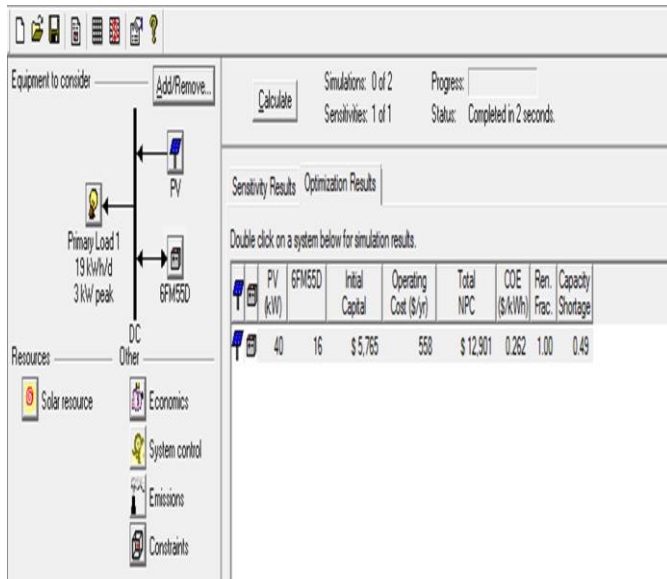 Equipment to consider
Add/Remove...
Calculate
Simulations: 0 of 2
Progress:
Sensitivities: 1 of 1
Status: Completed in 2 seconds.
PV
Primary Load 1
19 kWh/d
3 kW peak
6FM55D
DC
Resources
Other
Solar resource
Economics
System control
Emissions
Constraints
Sensitivity Results
Optimization Results
Double click on a system below for simulation results.
PV (kW) 6FM55D Initial Capital Operating Cost ($/yr) Total NPC COE ($/kWh) Ren. Frac. Capacity Shortage
40 16 $ 5,765 558 $ 12,901 0.262 1.00 0.49